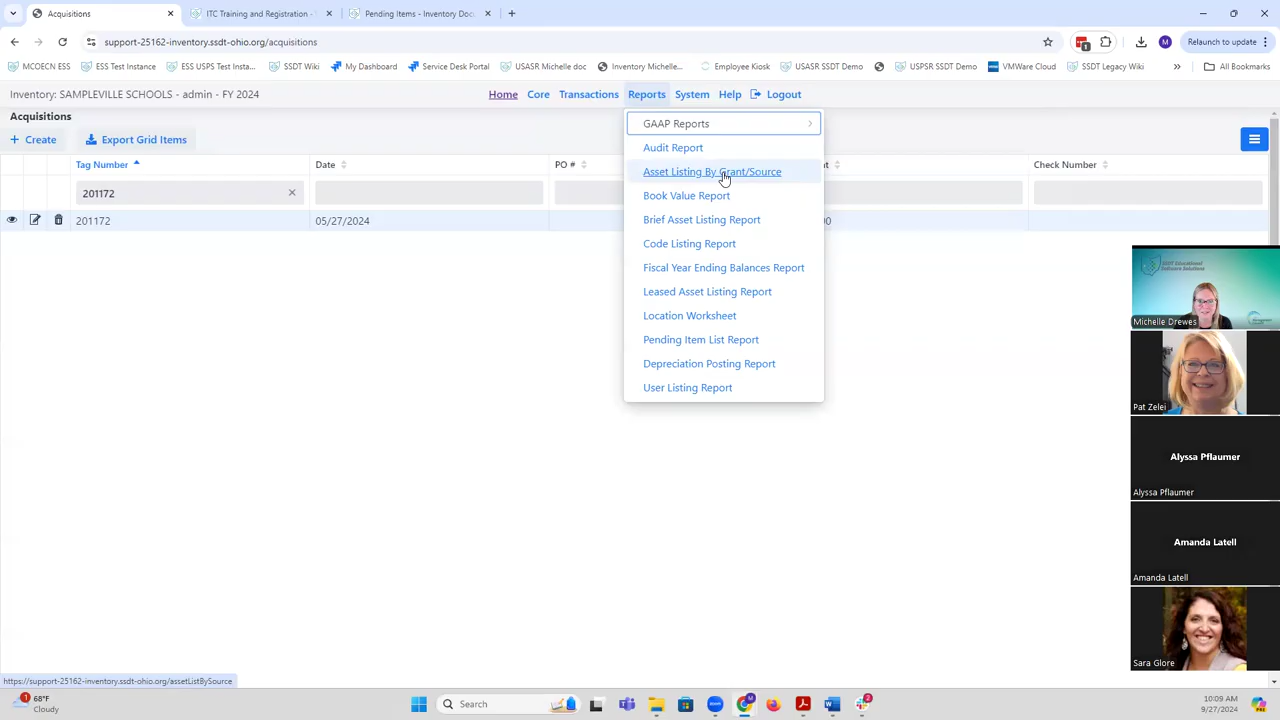 Acquisitions
ITC Training and Registration -
Pending Items - Inventory Doc
support-25162-inventory.ssdt-ohio.org/acquisitions
1
M
Relaunch to update
MCOECN ESS
ESS Test Instance
ESS USPS Test Insta...
SSDT Wiki
My Dashboard
Service Desk Portal
USASR Michelle doc
Inventory Michelle...
Employee Kiosk
USASR SSDT Demo
USPSR SSDT Demo
VMWare Cloud
SSDT Legacy Wiki
»
All Bookmarks
Inventory: SAMPLEVILLE SCHOOLS - admin - FY 2024
Home
Core
Transactions
Reports
System
Help
Logout
Acquisitions
+ Create
Export Grid Items
Tag Number
Date
PO #
Check Number
201172
201172
05/27/2024
GAAP Reports
Audit Report
Asset Listing By Grant/Source
Book Value Report
Brief Asset Listing Report
Code Listing Report
Fiscal Year Ending Balances Report
Leased Asset Listing Report
Location Worksheet
Pending Item List Report
Depreciation Posting Report
User Listing Report
SSDT Educational
Software Solutions
Michelle Drewes
Pat Zelei
Alyssa Pflaumer
Alyssa Pflaumer
Amanda Latell
Amanda Latell
Sara Glore
https://support-25162-inventory.ssdt-ohio.org/assetListBySource
1
68°F
Cloudy
Search
M
2
10:09 AM
9/27/2024